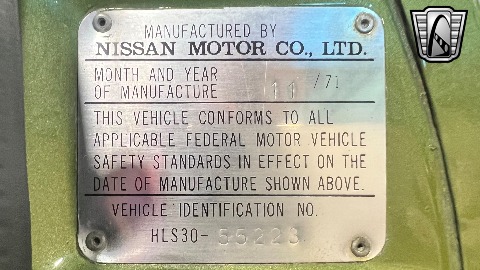 MANUFACTURED BY
NISSAN MOTOR CO., LTD.
MONTH AND YEAR
OF MANUFACTURE 11 /71
THIS VEHICLE CONFORMS TO ALL
APPLICABLE FEDERAL MOTOR VEHICLE
SAFETY STANDARDS IN EFFECT ON THE
DATE OF MANUFACTURE SHOWN ABOVE.
VEHICLE IDENTIFICATION NO.
HLS30-